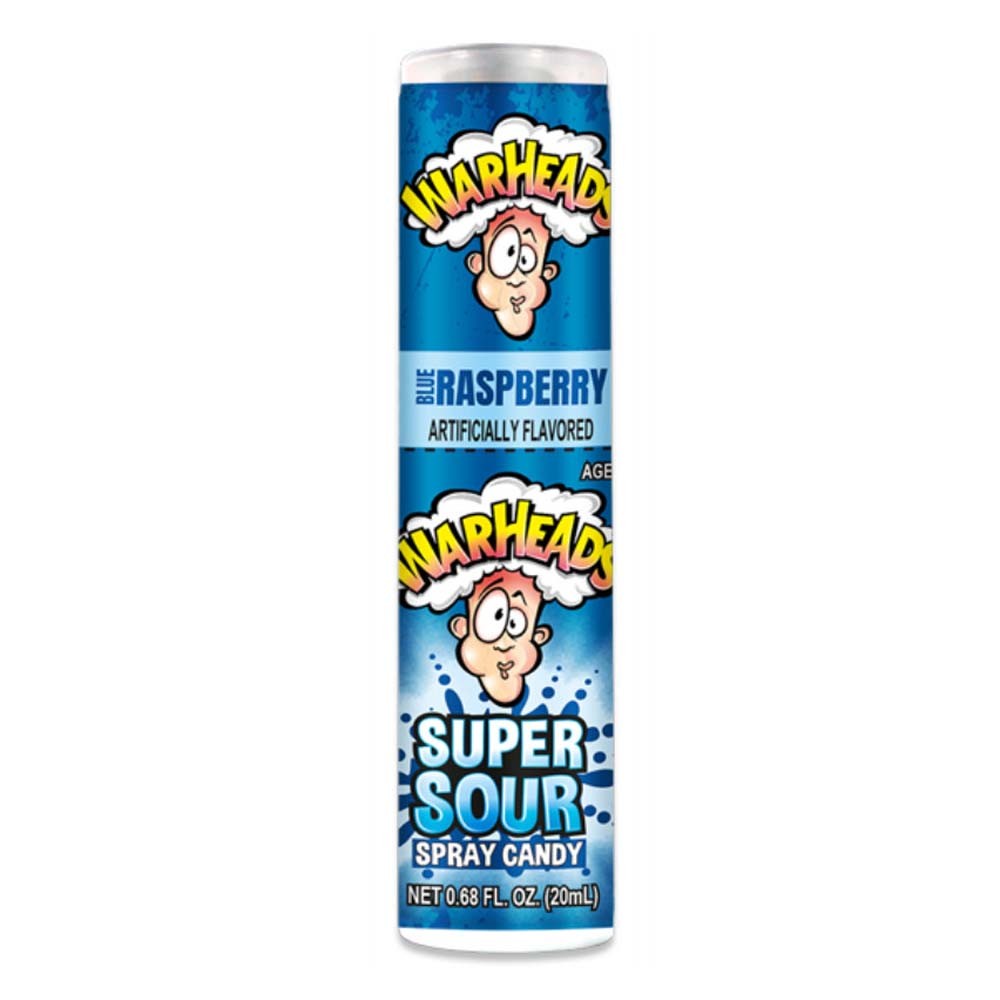 WARHEADS
BLUE RASPBERRY
ARTIFICIALLY FLAVORED
AGE
WARHEADS
SUPER
SOUR
SPRAY CANDY
NET 0.68 FL. OZ. (20mL)